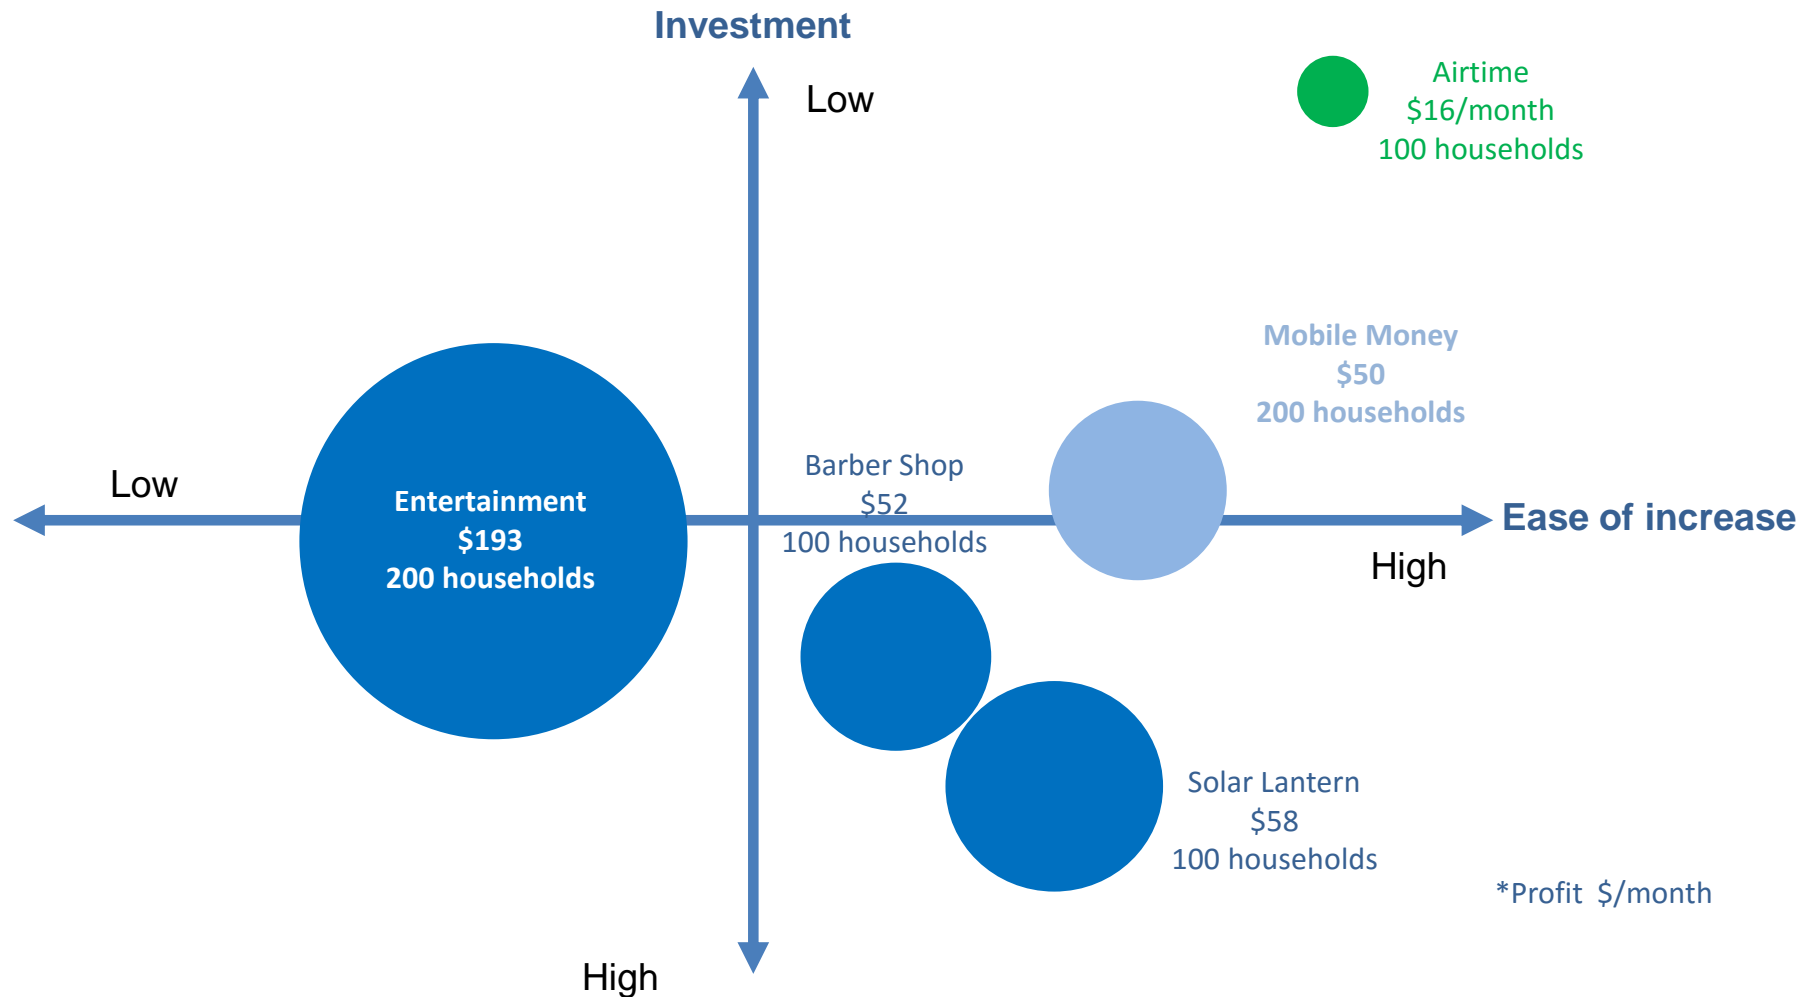 Investment
Low
Airtime
$16/month
100 households
Mobile Money
$50
200 households
Barber Shop
$52
100 households
Low
Entertainment
$193
200 households
Ease of increase
High
Solar Lantern
$58
100 households
*Profit  $/month
High